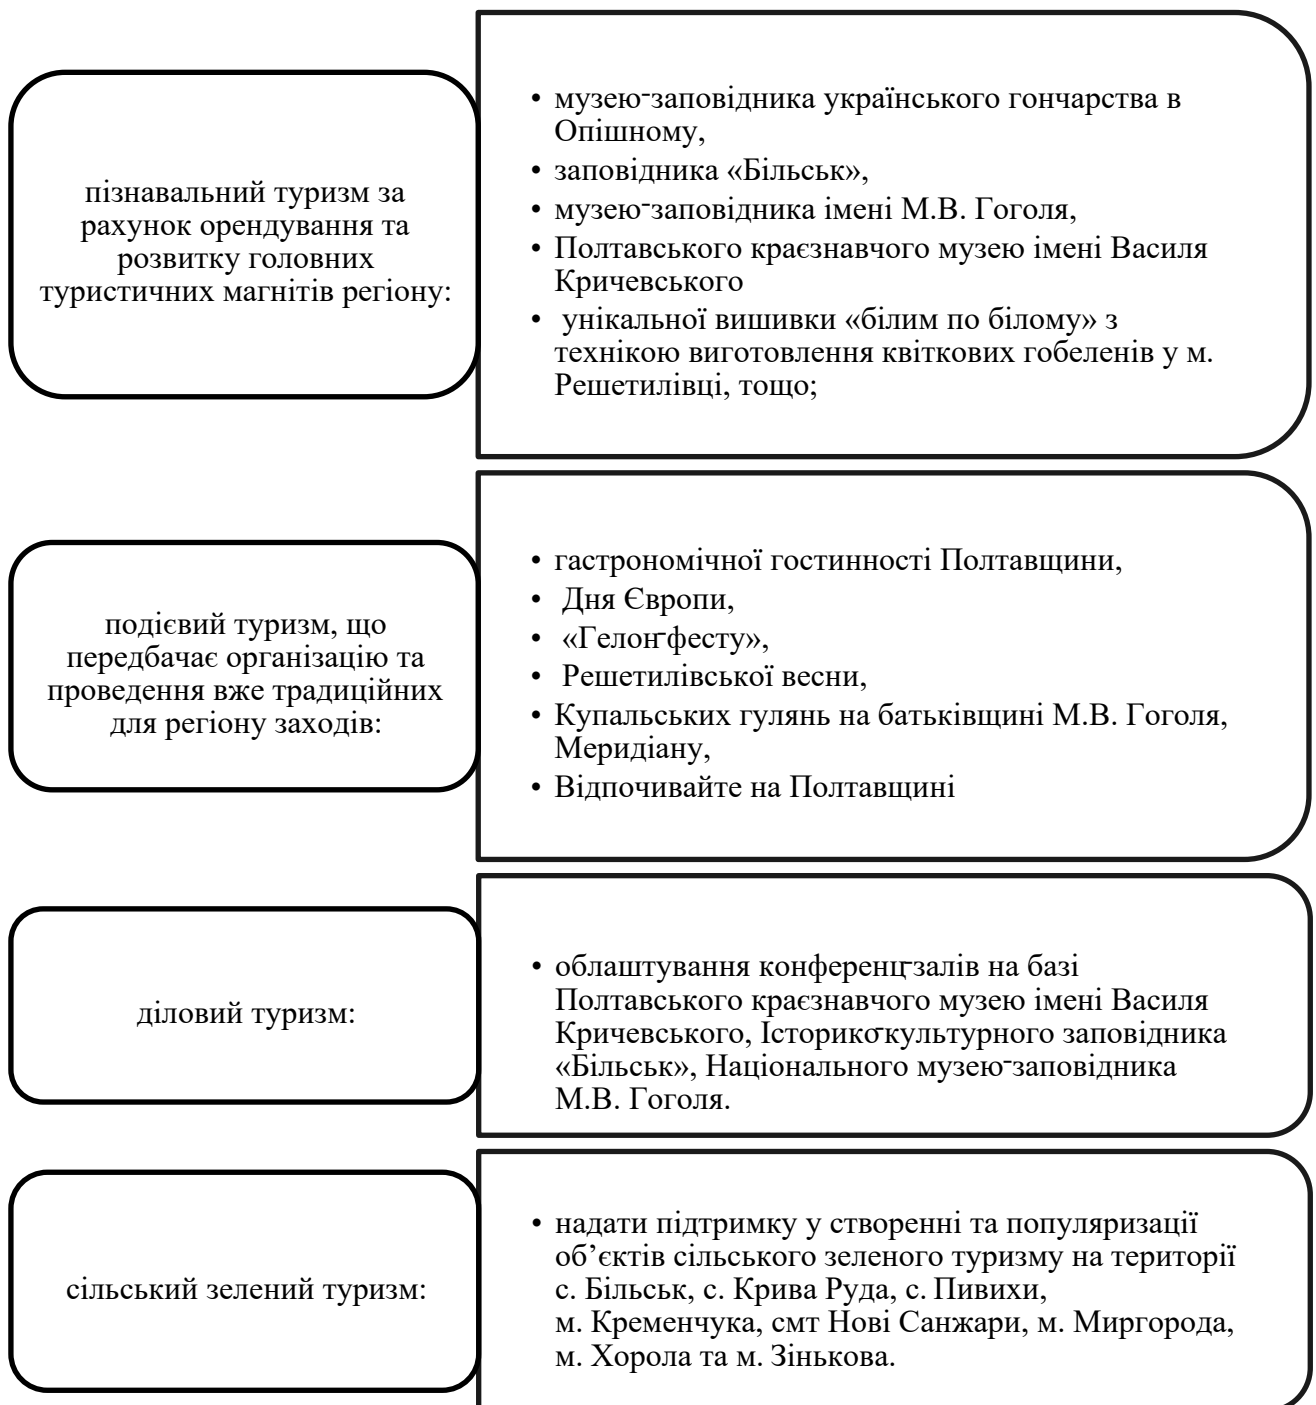 пізнавальний туризм за
рахунок орендування та
розвитку головних
туристичних магнітів регіону:
• музею-заповідника українського гончарства в
Опішному,
• заповідника «Більськ»,
• музею-заповідника імені М.В. Гоголя,
• Полтавського краєзнавчого музею імені Василя
Кричевського
• унікальної вишивки «білим по білому» з
технікою виготовлення квіткових гобеленів у м.
Решетилівці, тощо;
подієвий туризм, що
передбачає організацію та
проведення вже традиційних
для регіону заходів:
• гастрономічної гостинності Полтавщини,
• Дня Європи,
• «Гелон-фесту»,
• Решетилівської весни,
• Купальських гулянь на батьківщині М.В. Гоголя,
Меридіану,
• Відпочивайте на Полтавщині
діловий туризм:
• облаштування конференц-залів на базі
Полтавського краєзнавчого музею імені Василя
Кричевського, Історико-культурного заповідника
«Більськ», Національного музею-заповідника
М.В. Гоголя.
сільський зелений туризм:
• надати підтримку у створенні та популяризації
об’єктів сільського зеленого туризму на території
с. Більськ, с. Крива Руда, с. Пивихи,
м. Кременчука, смт Нові Санжари, м. Миргорода,
м. Хорола та м. Зінькова.